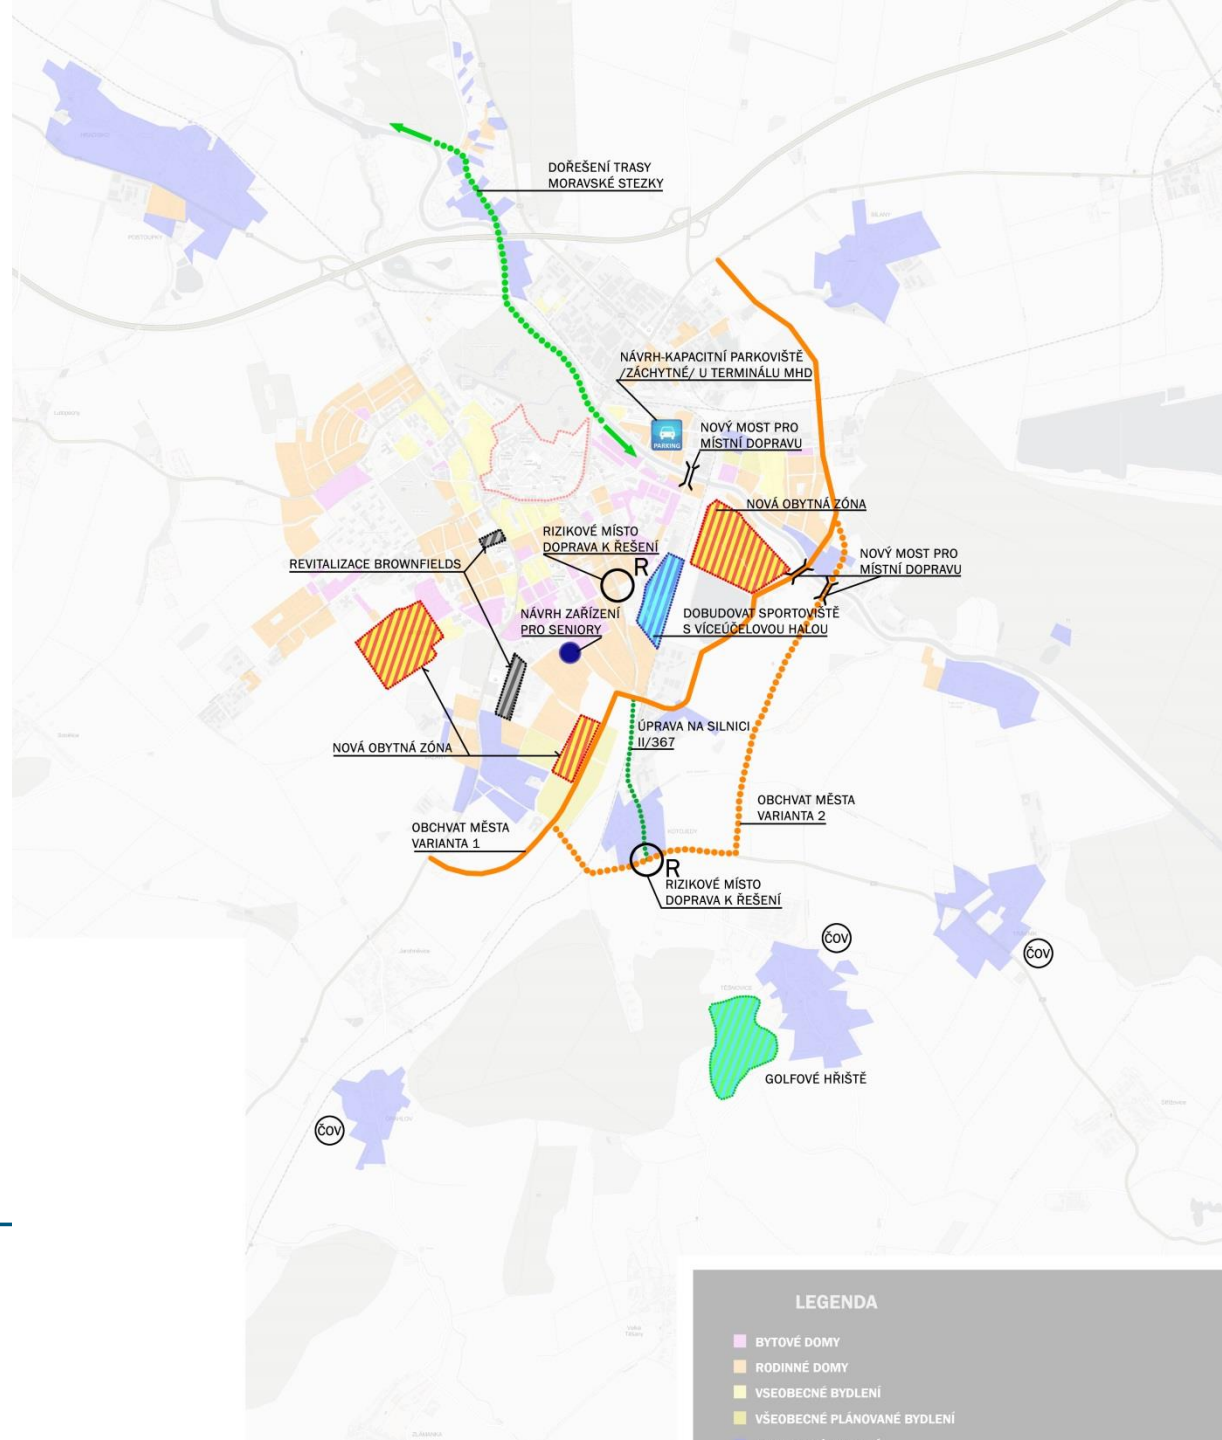 DOŘEŠENÍ TRASY
MORAVSKÉ STEZKY
NÁVRH-KAPACITNÍ PARKOVIŠTĚ
/ZÁCHYTNÉ/ U TERMINÁLU MHD
PARKING
NOVÝ MOST PRO
MÍSTNÍ DOPRAVU
NOVÁ OBYTNÁ ZÓNA
RIZIKOVÉ MÍSTO
DOPRAVA K ŘEŠENÍ
R
REVITALIZACE BROWNFIELDS
NOVÝ MOST PRO
MÍSTNÍ DOPRAVU
NÁVRH ZAŘÍZENÍ
PRO SENIORY
DOBUDOVAT SPORTOVIŠTĚ
S VÍCEÚČELOVOU HALOU
ÚPRAVA NA SILNICI
II/367
NOVÁ OBYTNÁ ZÓNA
OBCHVAT MĚSTA
VARIANTA 2
OBCHVAT MĚSTA
VARIANTA 1
R
RIZIKOVÉ MÍSTO
DOPRAVA K ŘEŠENÍ
ČOV
ČOV
GOLFOVÉ HŘIŠTĚ
ČOV
LEGENDA
BYTOVÉ DOMY
RODINNÉ DOMY
VSEOBECNÉ BYDLENÍ
VŠEOBECNÉ PLÁNOVANÉ BYDLENÍ